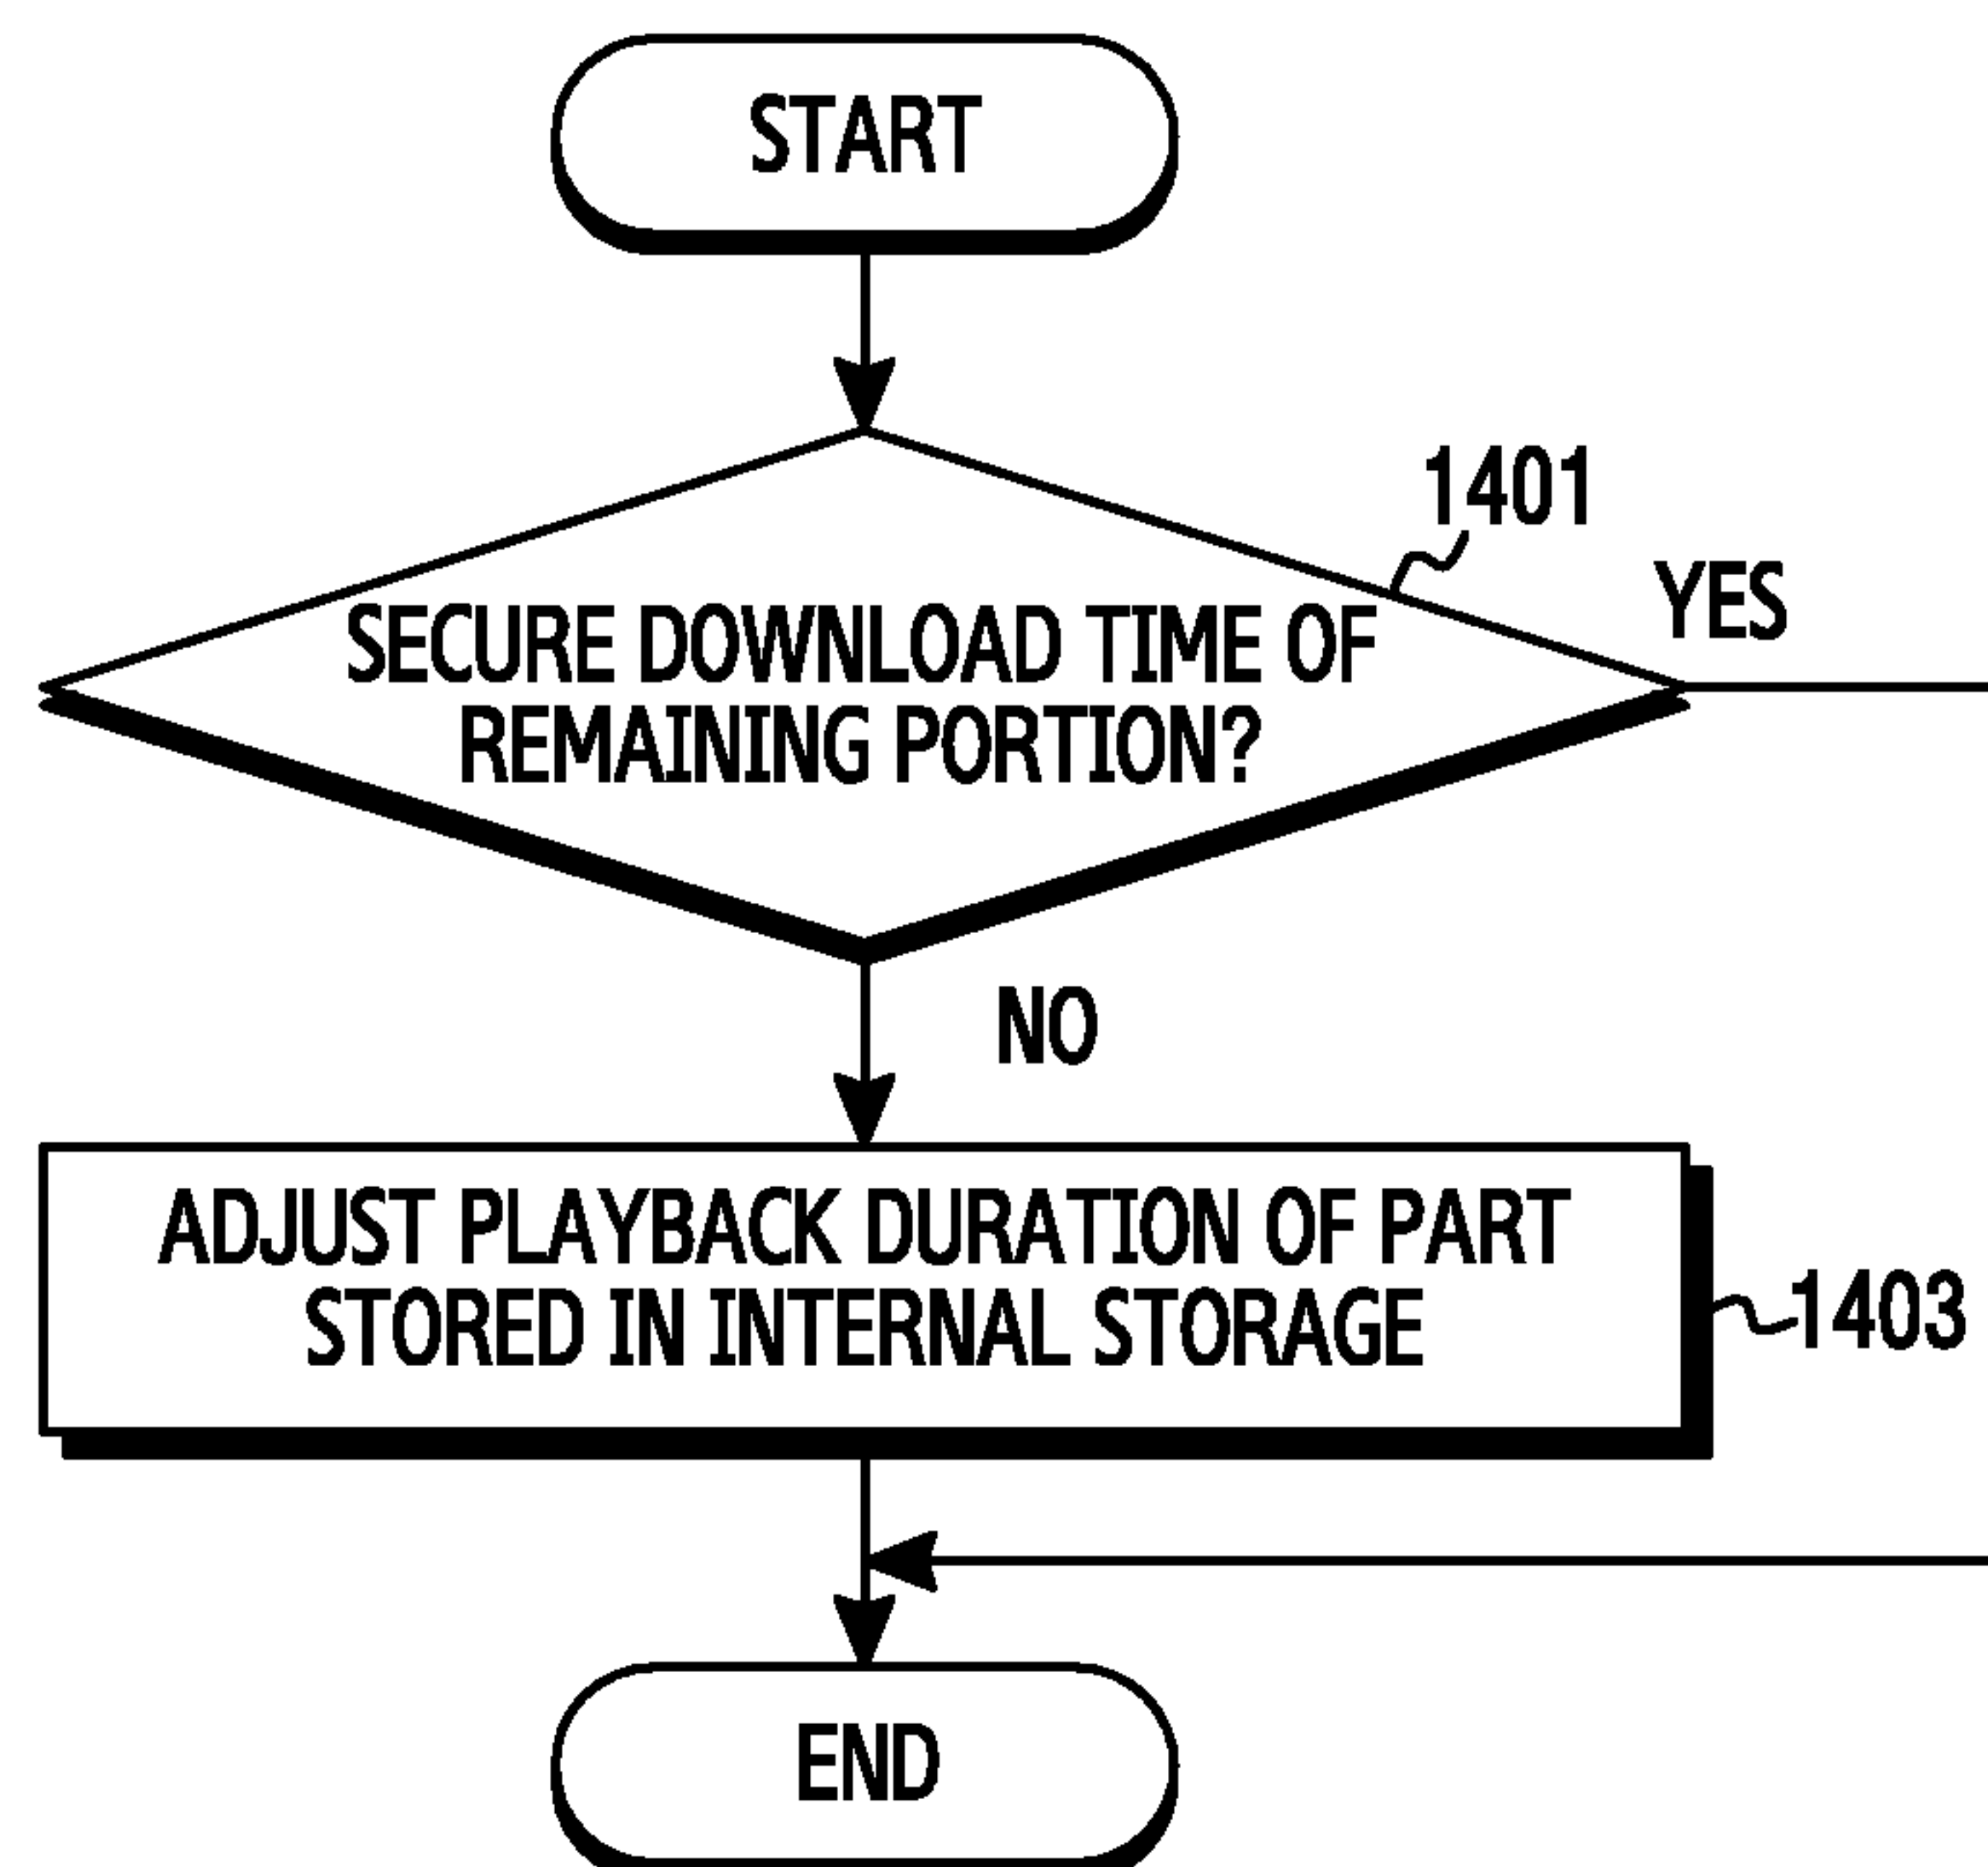 START
1401
YES
SECURE DOWNLOAD TIME OF
REMAINING PORTION?
NO
ADJUST PLAYBACK DURATION OF PART
STORED IN INTERNAL STORAGE
1403
END